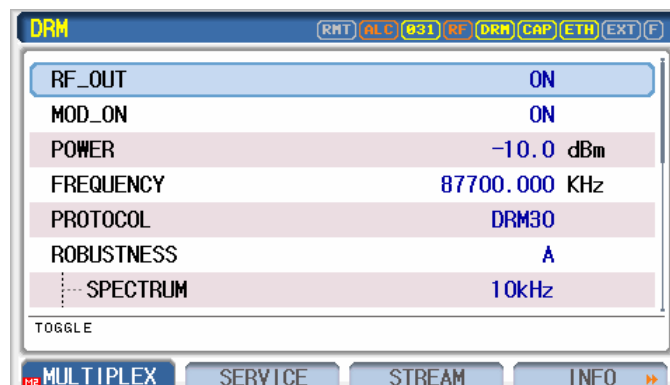 DRM RMT ALC 031 RF DRM CAP ETH EXT F
RF_OUT ON
MOD_ON ON
POWER -10.0 dBm
FREQUENCY 87700.000 KHz
PROTOCOL DRM30
ROBUSTNESS A
SPECTRUM 10kHz
TOGGLE
M2 MULTIPLEX SERVICE STREAM INFO